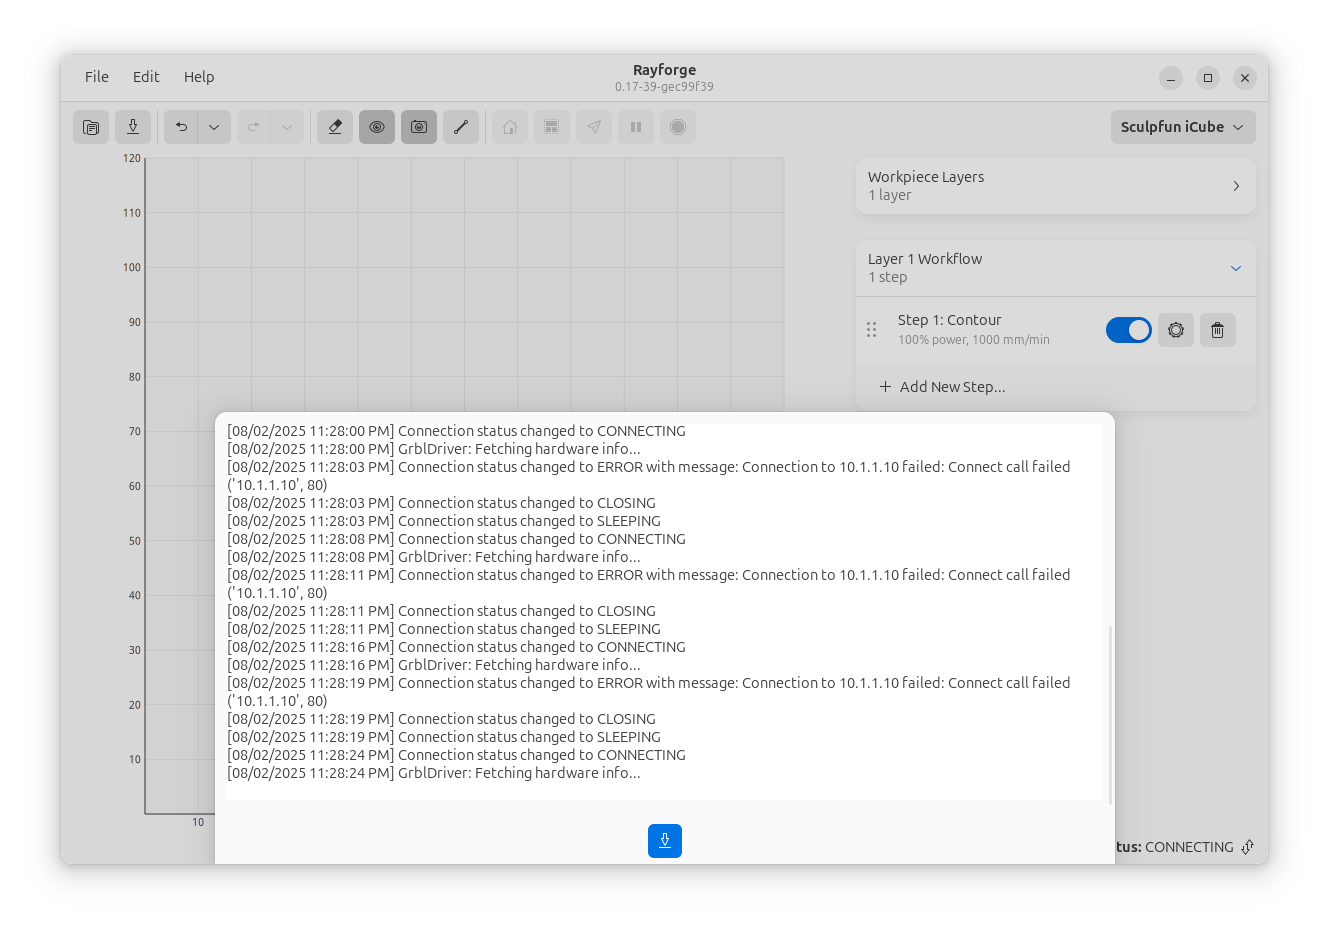 File Edit Help
Rayforge
0.17-39-gec99f39
Sculpfun iCube
120
110
100
90
80
70
60
50
40
30
20
10
10
Workpiece Layers
1 layer
Layer 1 Workflow
1 step
Step 1: Contour
100% power, 1000 mm/min
Add New Step...
[08/02/2025 11:28:00 PM] Connection status changed to CONNECTING
[08/02/2025 11:28:00 PM] GrblDriver: Fetching hardware info...
[08/02/2025 11:28:03 PM] Connection status changed to ERROR with message: Connection to 10.1.1.10 failed: Connect call failed
('10.1.1.10', 80)
[08/02/2025 11:28:03 PM] Connection status changed to CLOSING
[08/02/2025 11:28:03 PM] Connection status changed to SLEEPING
[08/02/2025 11:28:08 PM] Connection status changed to CONNECTING
[08/02/2025 11:28:08 PM] GrblDriver: Fetching hardware info...
[08/02/2025 11:28:11 PM] Connection status changed to ERROR with message: Connection to 10.1.1.10 failed: Connect call failed
('10.1.1.10', 80)
[08/02/2025 11:28:11 PM] Connection status changed to CLOSING
[08/02/2025 11:28:11 PM] Connection status changed to SLEEPING
[08/02/2025 11:28:16 PM] Connection status changed to CONNECTING
[08/02/2025 11:28:16 PM] GrblDriver: Fetching hardware info...
[08/02/2025 11:28:19 PM] Connection status changed to ERROR with message: Connection to 10.1.1.10 failed: Connect call failed
('10.1.1.10', 80)
[08/02/2025 11:28:19 PM] Connection status changed to CLOSING
[08/02/2025 11:28:19 PM] Connection status changed to SLEEPING
[08/02/2025 11:28:24 PM] Connection status changed to CONNECTING
[08/02/2025 11:28:24 PM] GrblDriver: Fetching hardware info...
tus: CONNECTING